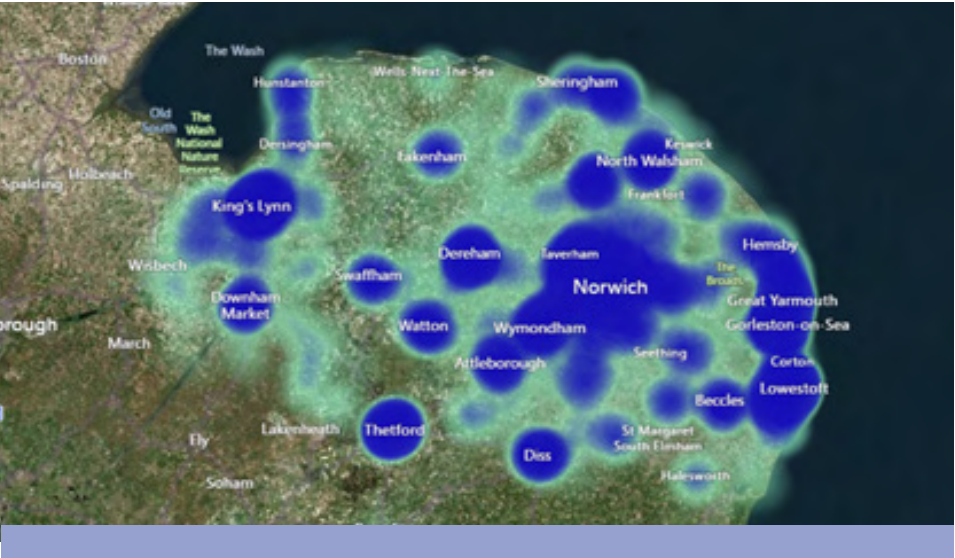 The Wash
Boston
Wells-Next-The-Sea
Hunstanton
Sheringham
Old
South
The
Wash
National
Nature
Reserve
Dersingham
Keswick
Fakenham
North Walsham
Holbeach
Spalding
Frankfort
King's Lynn
Hemsby
Dereham
Taverham
Wisbech
Swaffham
The
Broads
Norwich
Downham
Market
Great Yarmouth
orough
Watton
Wymondham
Gorleston-on-Sea
March
Seething
Attleborough
Corton
Lowestoft
Beccles
Lakenheath
Thetford
St Margaret
South Elmham
Ely
Diss
Halesworth
Soham